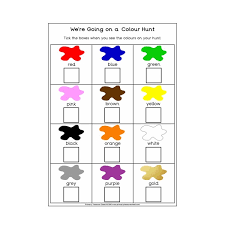 We're Going on a Colour Hunt
Tick the boxes when you see the colours on your hunt.
red blue green
pink brown yellow
black orange white
grey purple gold